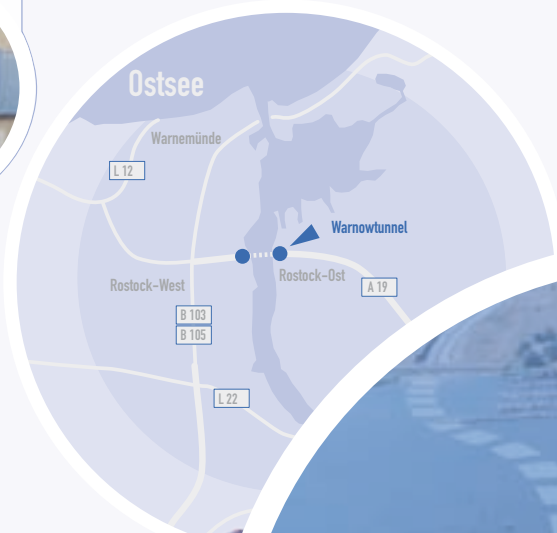 Ostsee
Warnemünde
L 12
Warnowtunnel
Rostock-West
Rostock-Ost
A 19
B 103
B 105
L 22